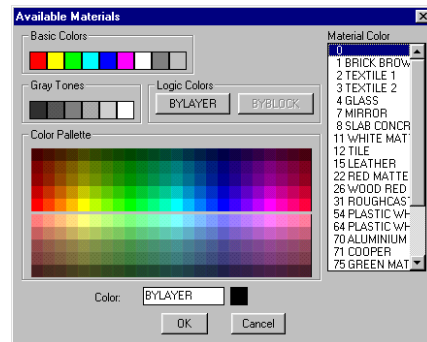 Available Materials
Basic Colors
Gray Tones
Logic Colors
BYLAYER
BYBLOCK
Color Palette
Color:
BYLAYER
OK
Cancel
Material Color
0
1 BRICK BROW
2 TEXTILE 1
3 TEXTILE 2
4 GLASS
7 MIRROR
8 SLAB CONCR
11 WHITE MAT
12 TILE
15 LEATHER
22 RED MATTE
26 WOOD RED
31 ROUGHCAS
54 PLASTIC WH
64 PLASTIC WH
70 ALUMINIUM
71 COOPER
75 GREEN MAT